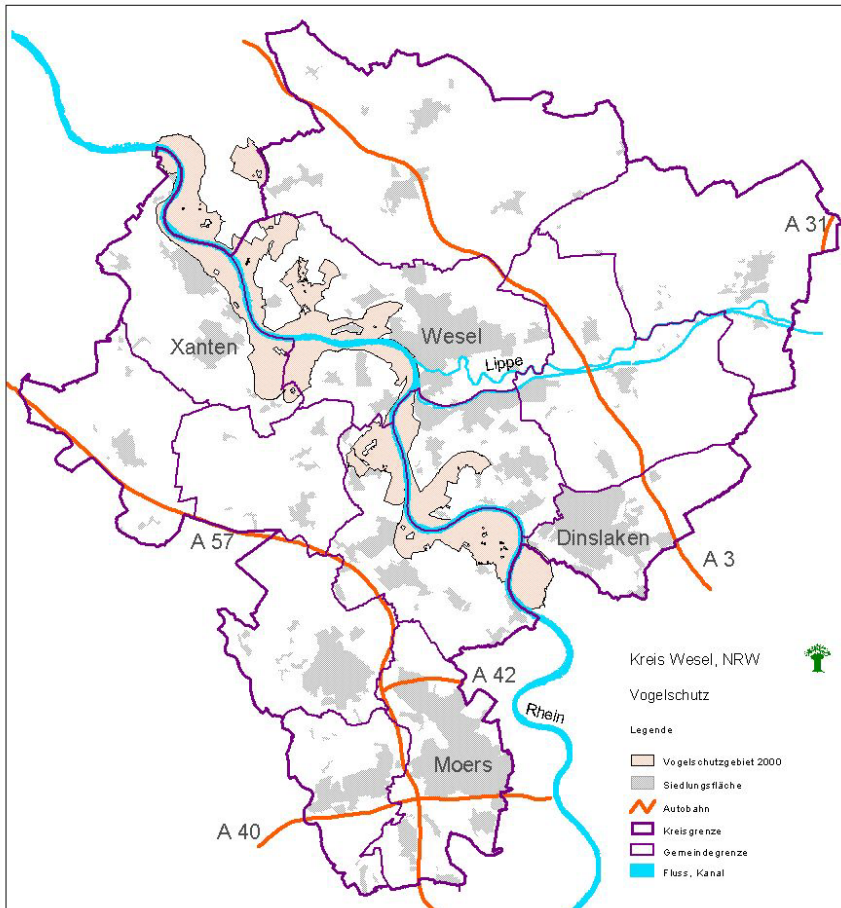 A 31
Xanten
Wesel
Lippe
A 57
Dinslaken
A 3
A 42
Rhein
Moers
A 40
Kreis Wesel, NRW
Vogelschutz
Legende
Vogelschutzgebiet 2000
Siedlungsfläche
Autobahn
Kreisgrenze
Gemeindegrenze
Fluss, Kanal